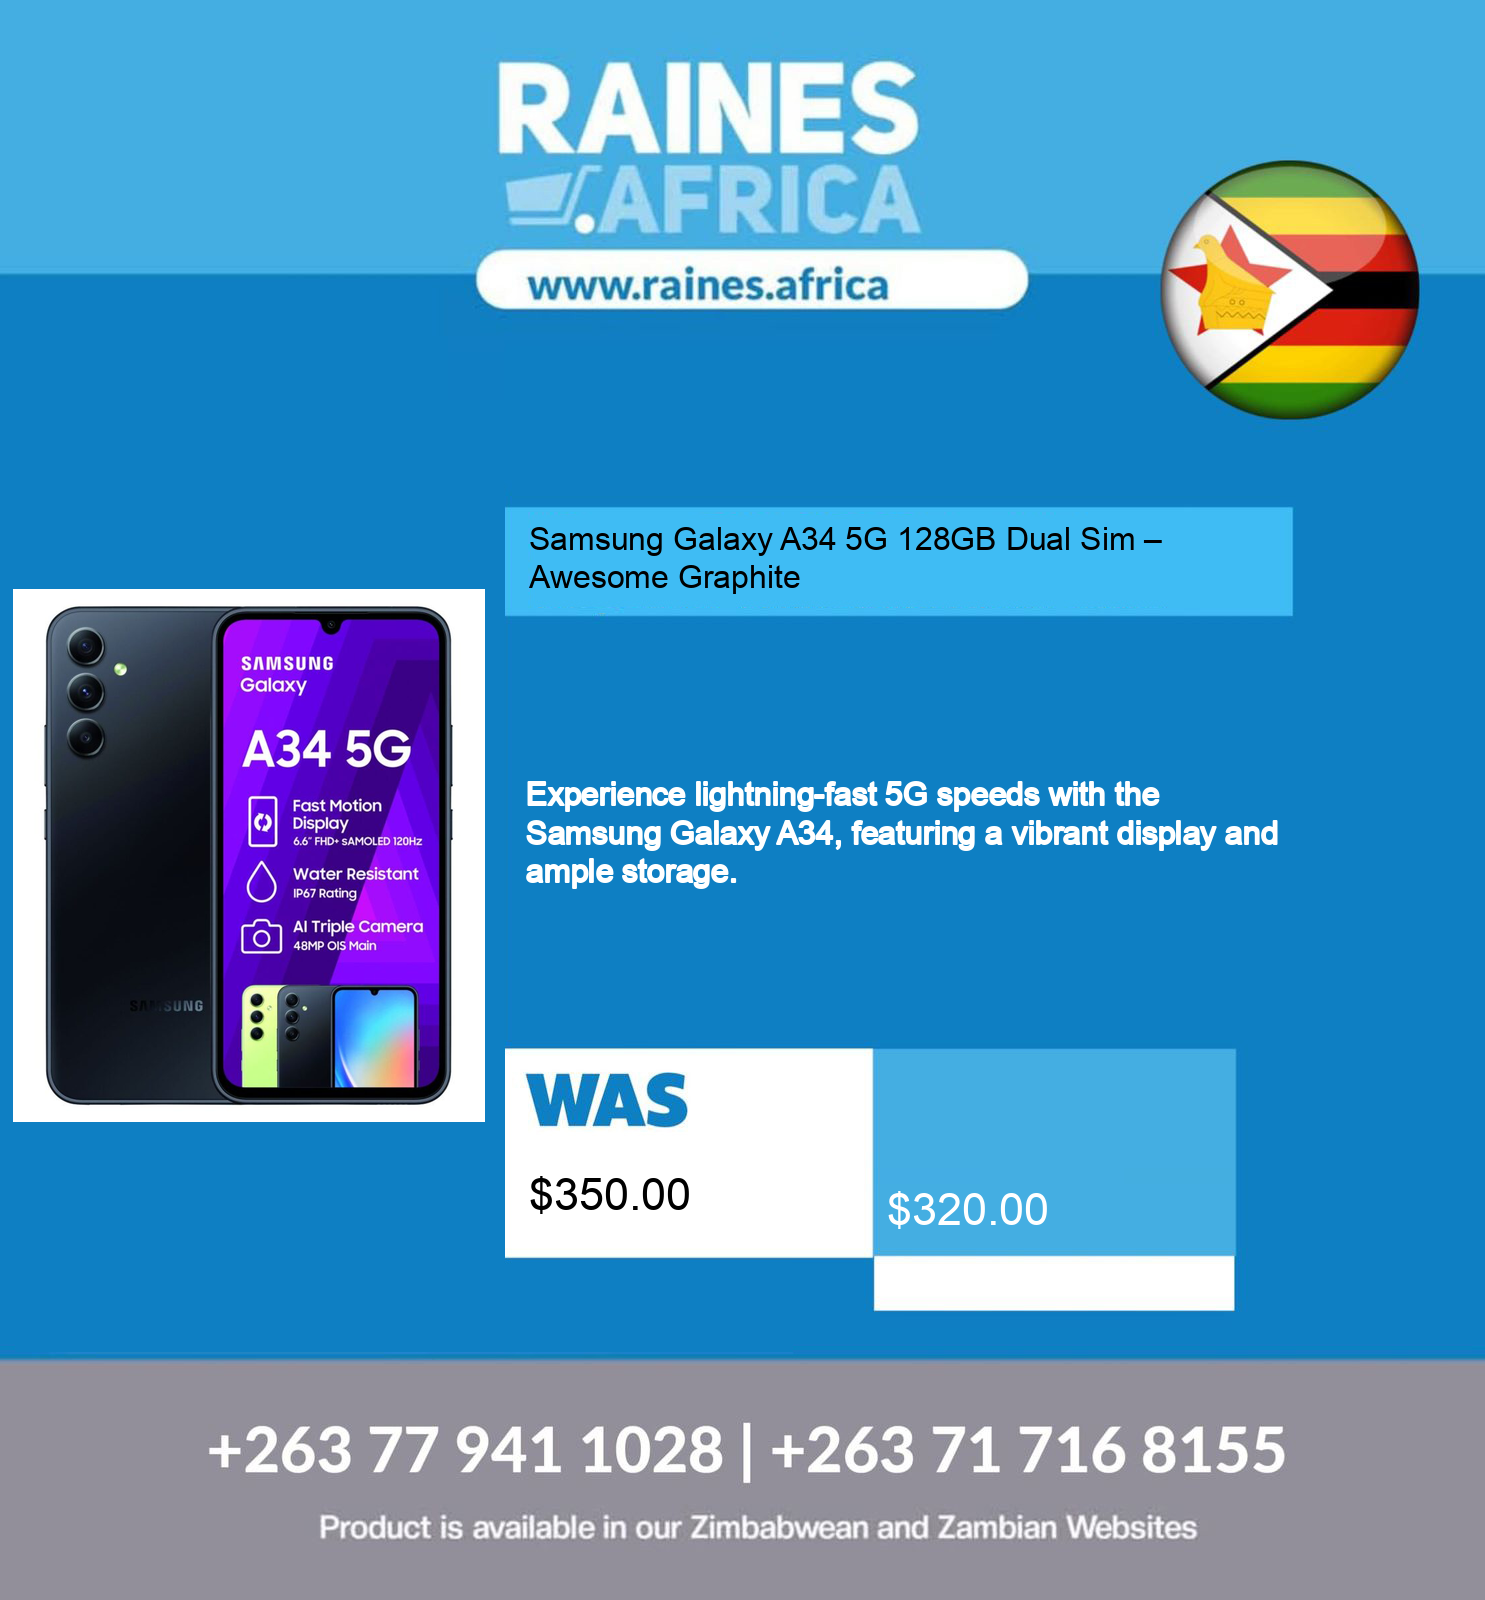 RAINES
.AFRICA
www.raines.africa
Samsung Galaxy A34 5G 128GB Dual Sim –
Awesome Graphite
SAMSUNG
Galaxy
A34 5G
Fast Motion
Display
6.6" FHD+ sAMOLED 120Hz
Water Resistant
IP67 Rating
AI Triple Camera
48MP OIS Main
SAMSUNG
Experience lightning-fast 5G speeds with the
Samsung Galaxy A34, featuring a vibrant display and
ample storage.
WAS
$350.00
$320.00
+263 77 941 1028 | +263 71 716 8155
Product is available in our Zimbabwean and Zambian Websites